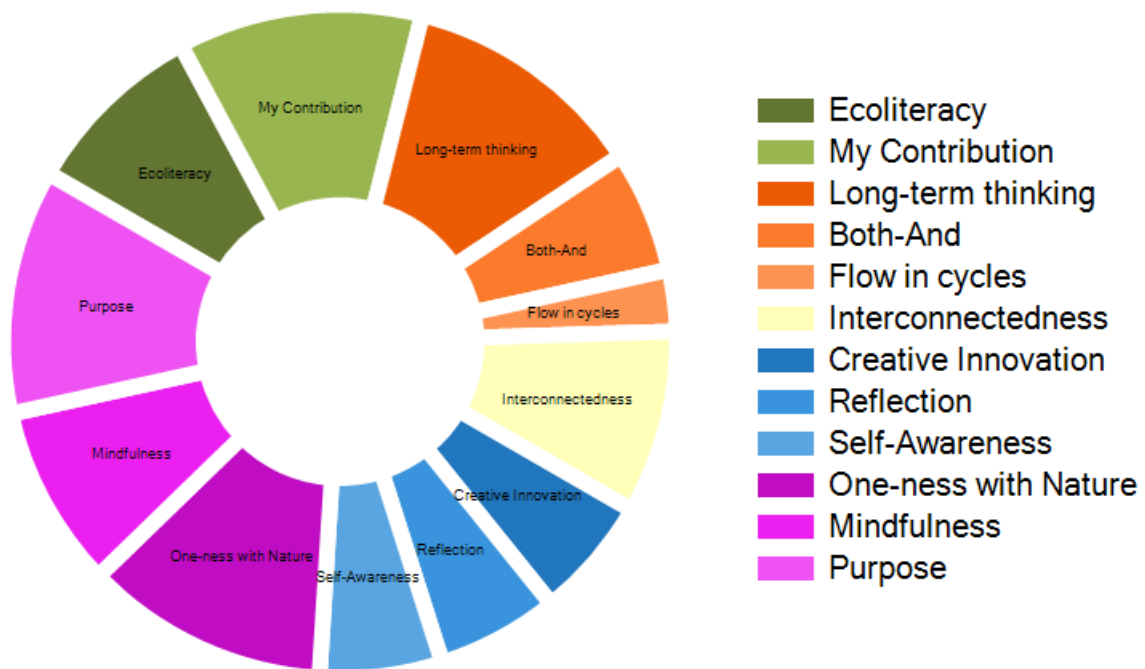 My Contribution
Long-term thinking
Ecoliteracy
Both-And
Purpose
Flow in cycles
Interconnectedness
Mindfulness
Creative Innovation
One-ness with Nature
Reflection
Self-Awareness
Ecoliteracy
My Contribution
Long-term thinking
Both-And
Flow in cycles
Interconnectedness
Creative Innovation
Reflection
Self-Awareness
One-ness with Nature
Mindfulness
Purpose